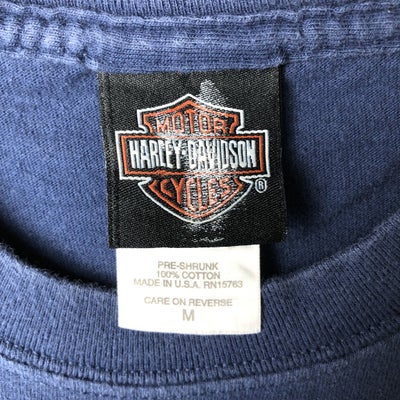 MOTOR
HARLEY-DAVIDSON
CYCLES
®
PRE-SHRUNK
100% COTTON
MADE IN U.S.A. RN15763
CARE ON REVERSE
M